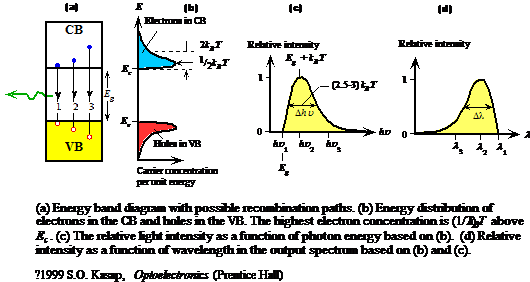 (a)
E
(b)
(c)
(d)
CB
Electrons in CB
2kBT
1/2kBT
Ec
Eg
1 2 3
Ev
VB
Holes in VB
Carrier concentration
per unit energy
Relative intensity
Eg + kBT
1
(2.5-3) kBT
Δhυ
0
hυ
hυ1 hυ2 hυ3
Eg
Relative intensity
1
Δλ
0
λ
λ3 λ2 λ1
(a) Energy band diagram with possible recombination paths. (b) Energy distribution of
electrons in the CB and holes in the VB. The highest electron concentration is (1/2)kBT above
Ec . (c) The relative light intensity as a function of photon energy based on (b). (d) Relative
intensity as a function of wavelength in the output spectrum based on (b) and (c).
?1999 S.O. Kasap, Optoelectronics (Prentice Hall)